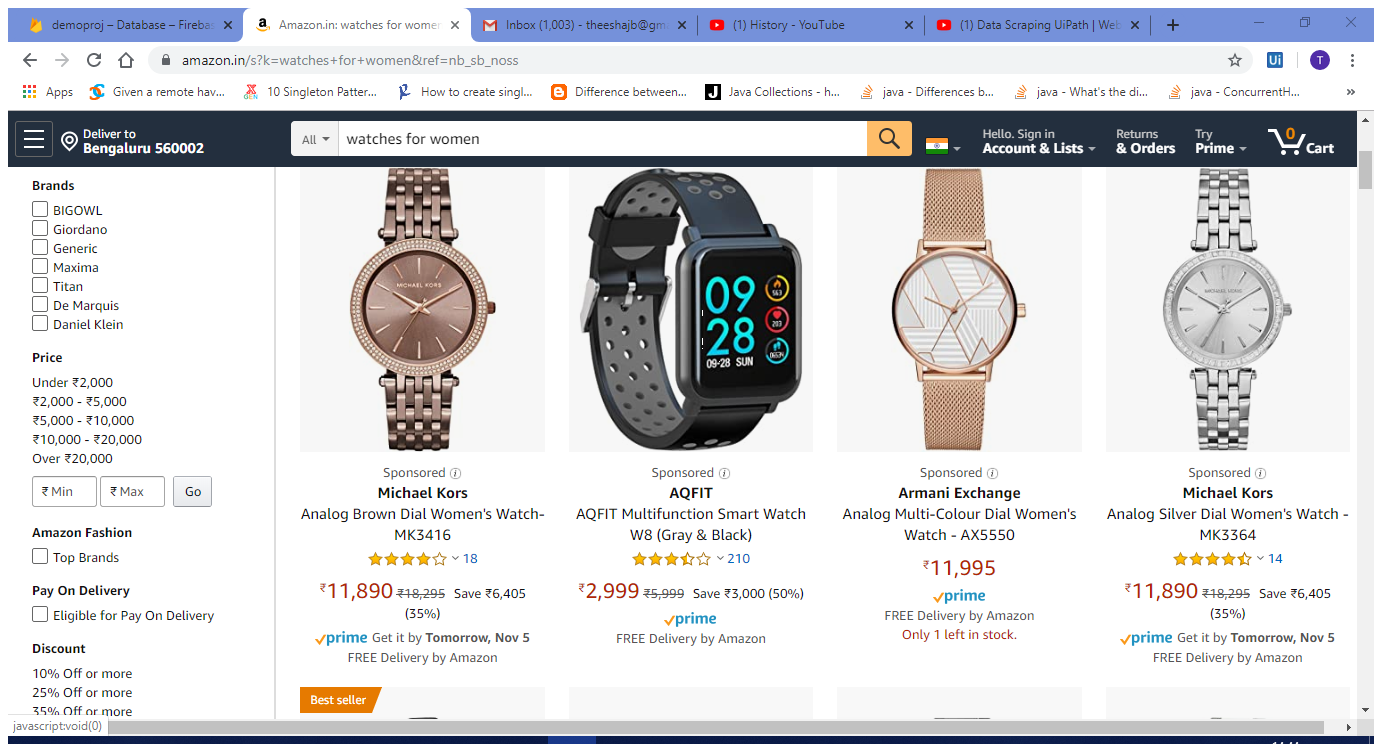 demoproj – Database – Firebas
Amazon.in: watches for women
Inbox (1,003) - theeshajb@gm
(1) History - YouTube
(1) Data Scraping UiPath | Web
amazon.in/s?k=watches+for+women&ref=nb_sb_noss
Ui
T
Apps
Given a remote hav...
10 Singleton Patter...
How to create singl...
Difference between...
Java Collections - h...
java - Differences b...
java - What's the di...
java - ConcurrentH...
»
Deliver to
Bengaluru 560002
All
watches for women
Hello. Sign in
Account & Lists
Returns
& Orders
Try
Prime
0
Cart
Brands
BIGOWL
Giordano
Generic
Maxima
Titan
De Marquis
Daniel Klein
Price
Under ₹2,000
₹2,000 - ₹5,000
₹5,000 - ₹10,000
₹10,000 - ₹20,000
Over ₹20,000
₹ Min
₹ Max
Go
Amazon Fashion
Top Brands
Pay On Delivery
Eligible for Pay On Delivery
Discount
10% Off or more
25% Off or more
35% Off or more
MICHAEL KORS
Sponsored
Michael Kors
Analog Brown Dial Women's Watch-
MK3416
18
₹11,890 ₹18,295 Save ₹6,405
(35%)
prime Get it by Tomorrow, Nov 5
FREE Delivery by Amazon
09
28
09-28 SUN
563
203
06534
Sponsored
AQFIT
AQFIT Multifunction Smart Watch
W8 (Gray & Black)
210
₹2,999 ₹5,999 Save ₹3,000 (50%)
prime
FREE Delivery by Amazon
Sponsored
Armani Exchange
Analog Multi-Colour Dial Women's
Watch - AX5550
₹11,995
prime
FREE Delivery by Amazon
Only 1 left in stock.
MICHAEL KORS
Sponsored
Michael Kors
Analog Silver Dial Women's Watch -
MK3364
14
₹11,890 ₹18,295 Save ₹6,405
(35%)
prime Get it by Tomorrow, Nov 5
FREE Delivery by Amazon
Best seller
javascript:void(0)